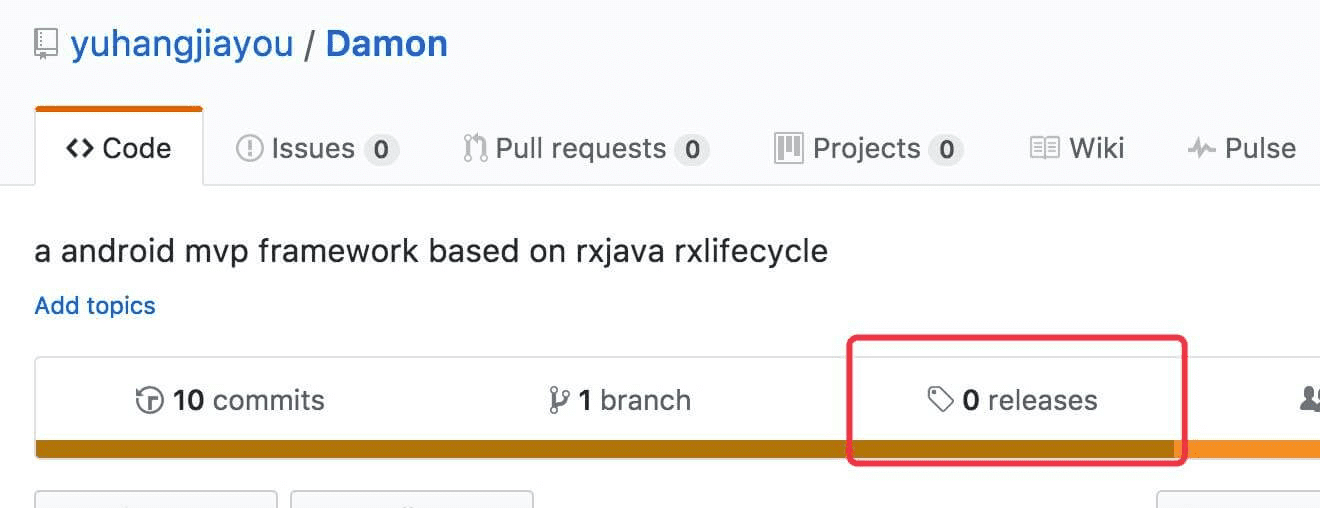 yuhangjiayou / Damon
Code Issues 0 Pull requests 0 Projects 0 Wiki Pulse
a android mvp framework based on rxjava rxlifecycle
Add topics
10 commits 1 branch 0 releases